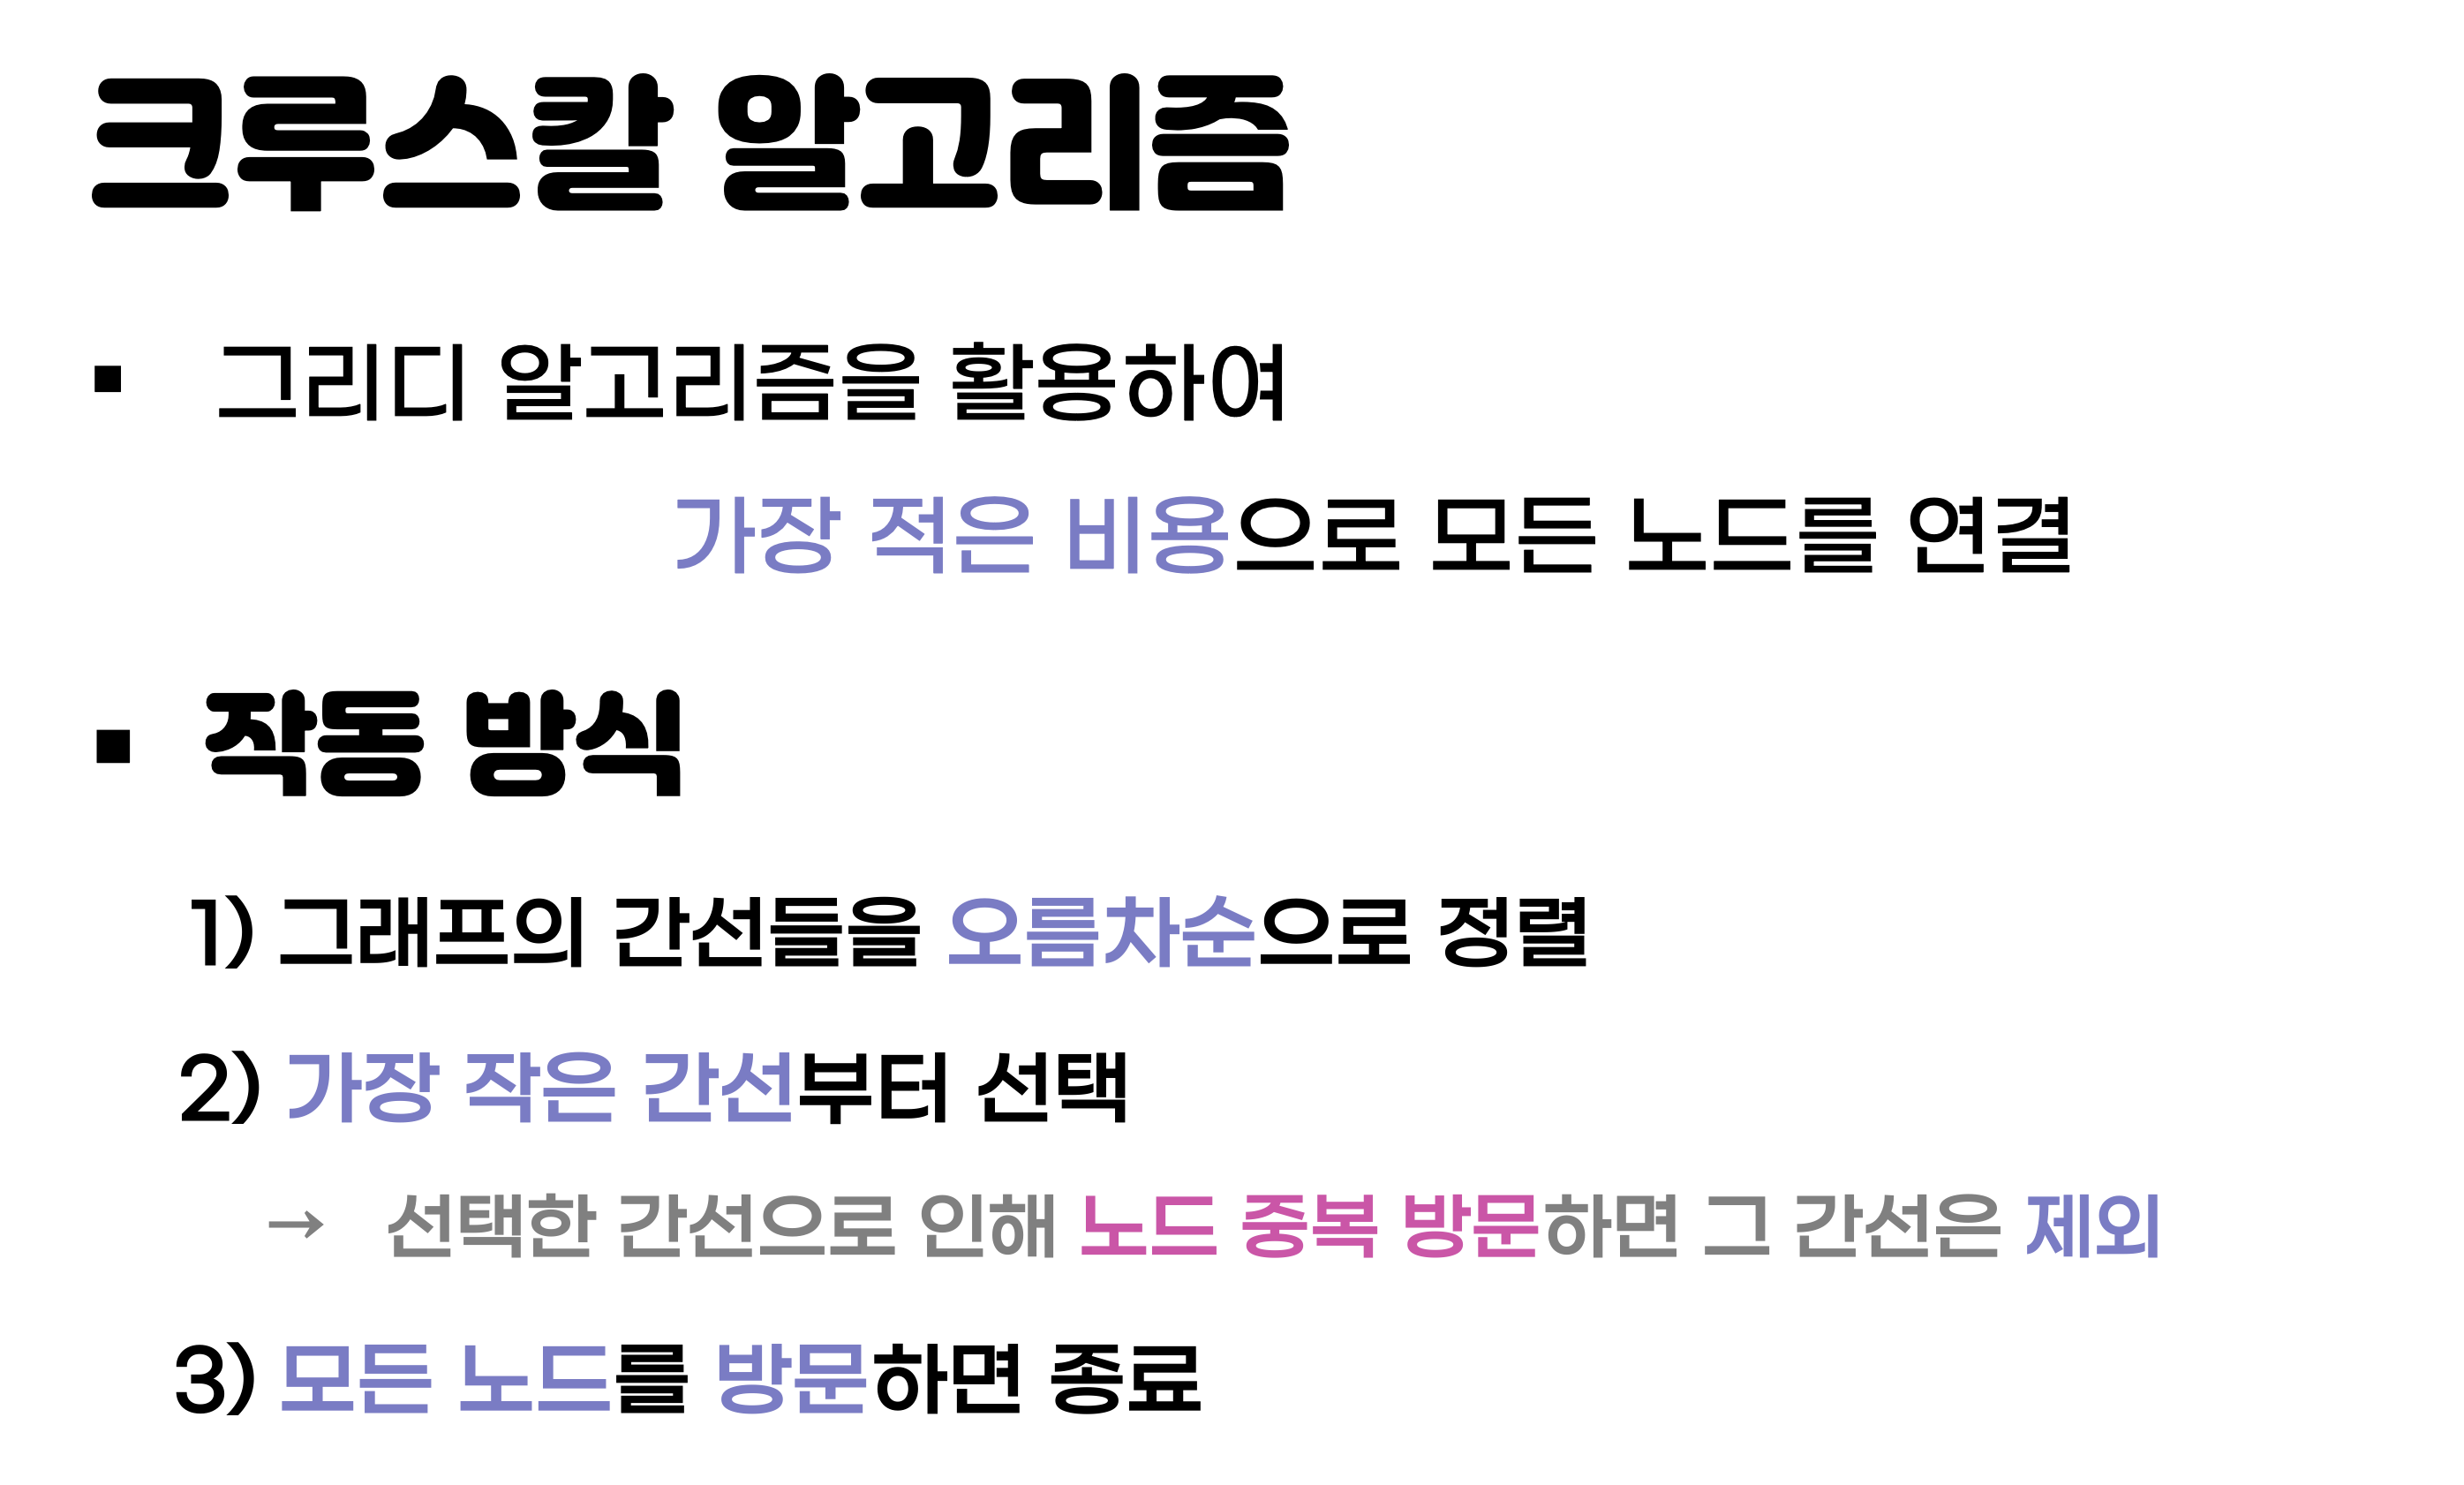 크루스칼 알고리즘
▪ 그리디 알고리즘을 활용하여
가장 적은 비용으로 모든 노드를 연결
▪ 작동 방식
1) 그래프의 간선들을 오름차순으로 정렬
2) 가장 작은 간선부터 선택
→ 선택한 간선으로 인해 노드 중복 방문하면 그 간선은 제외
3) 모든 노드를 방문하면 종료